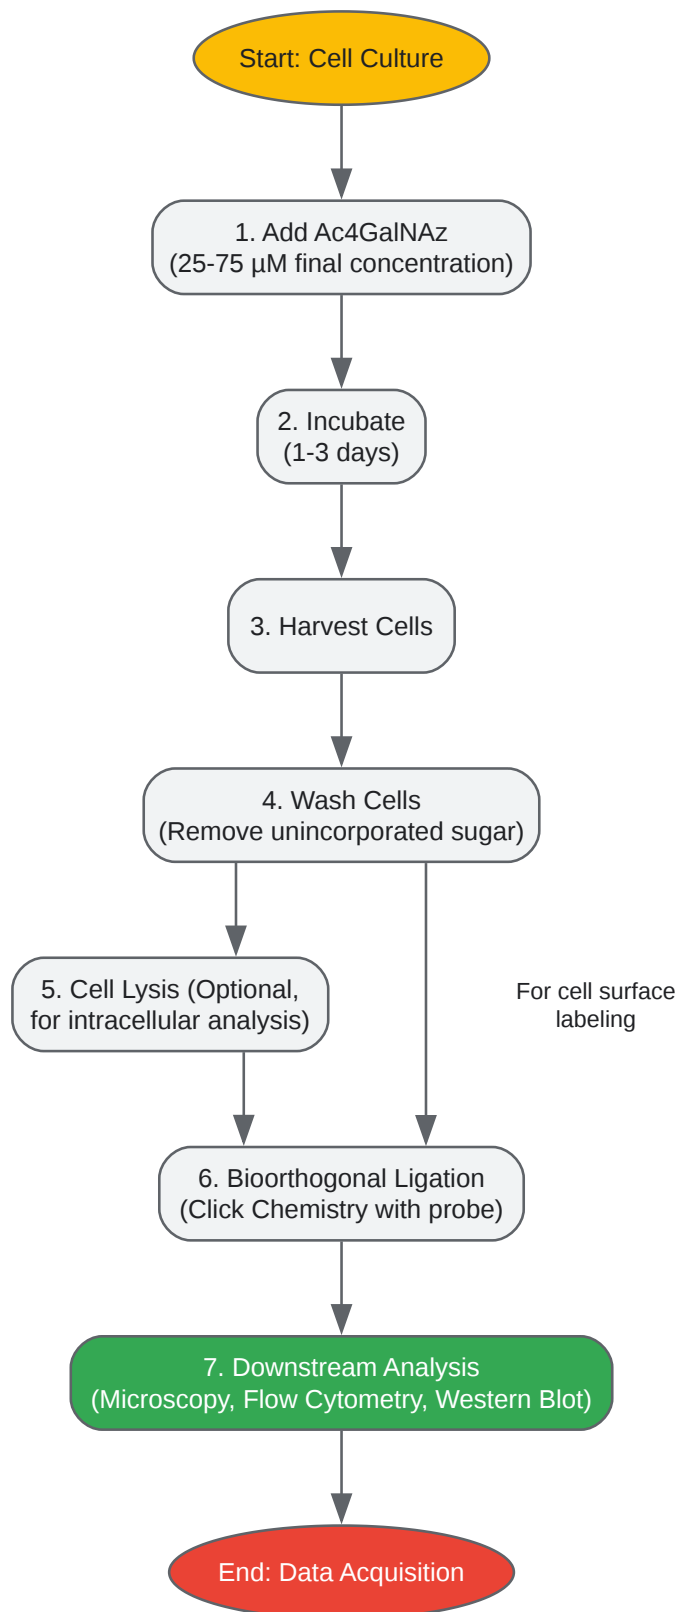 Start: Cell Culture
1. Add Ac4GalNAz
(25-75 µM final concentration)
2. Incubate
(1-3 days)
3. Harvest Cells
4. Wash Cells
(Remove unincorporated sugar)
5. Cell Lysis (Optional,
for intracellular analysis)
For cell surface
labeling
6. Bioorthogonal Ligation
(Click Chemistry with probe)
7. Downstream Analysis
(Microscopy, Flow Cytometry, Western Blot)
End: Data Acquisition